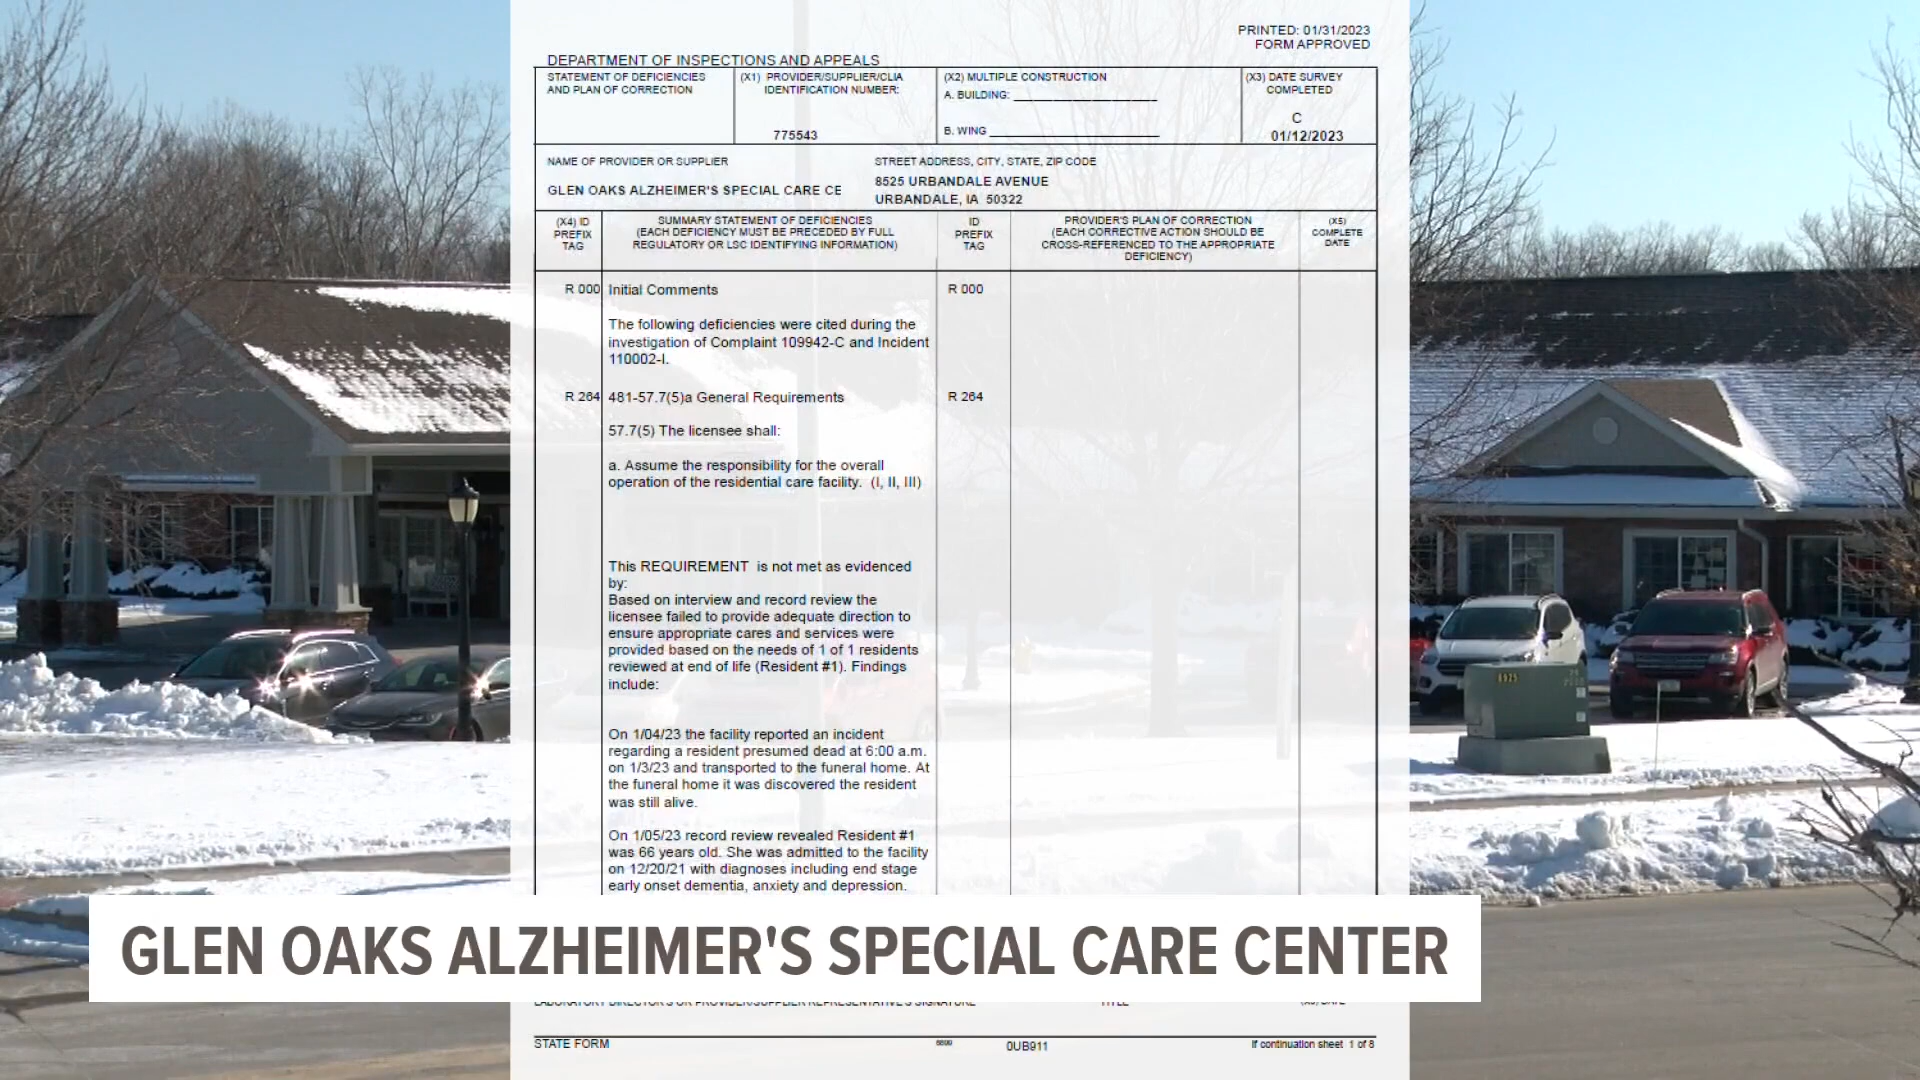 PRINTED: 01/31/2023
FORM APPROVED
DEPARTMENT OF INSPECTIONS AND APPEALS
STATEMENT OF DEFICIENCIES
AND PLAN OF CORRECTION
(X1) PROVIDER/SUPPLIER/CLIA
IDENTIFICATION NUMBER:
775543
(X2) MULTIPLE CONSTRUCTION
A. BUILDING: ____________________
B. WING ________________________
(X3) DATE SURVEY
COMPLETED
C
01/12/2023
NAME OF PROVIDER OR SUPPLIER
GLEN OAKS ALZHEIMER'S SPECIAL CARE CE
STREET ADDRESS, CITY, STATE, ZIP CODE
8525 URBANDALE AVENUE
URBANDALE, IA 50322
(X4) ID
PREFIX
TAG
SUMMARY STATEMENT OF DEFICIENCIES
(EACH DEFICIENCY MUST BE PRECEDED BY FULL
REGULATORY OR LSC IDENTIFYING INFORMATION)
ID
PREFIX
TAG
PROVIDER'S PLAN OF CORRECTION
(EACH CORRECTIVE ACTION SHOULD BE
CROSS-REFERENCED TO THE APPROPRIATE
DEFICIENCY)
(X5)
COMPLETE
DATE
R 000 Initial Comments R 000
The following deficiencies were cited during the
investigation of Complaint 109942-C and Incident
110002-I.
R 264 481-57.7(5)a General Requirements R 264
57.7(5) The licensee shall:
a. Assume the responsibility for the overall
operation of the residential care facility. (I, II, III)
This REQUIREMENT is not met as evidenced
by:
Based on interview and record review the
licensee failed to provide adequate direction to
ensure appropriate cares and services were
provided based on the needs of 1 of 1 residents
reviewed at end of life (Resident #1). Findings
include:
On 1/04/23 the facility reported an incident
regarding a resident presumed dead at 6:00 a.m.
on 1/3/23 and transported to the funeral home. At
the funeral home it was discovered the resident
was still alive.
On 1/05/23 record review revealed Resident #1
was 66 years old. She was admitted to the facility
on 12/20/21 with diagnoses including end stage
early onset dementia, anxiety and depression.
GLEN OAKS ALZHEIMER'S SPECIAL CARE CENTER
LABORATORY DIRECTOR'S OR PROVIDER/SUPPLIER REPRESENTATIVE'S SIGNATURE
TITLE
(X6) DATE
STATE FORM
6899
0UB911
If continuation sheet 1 of 8
8525